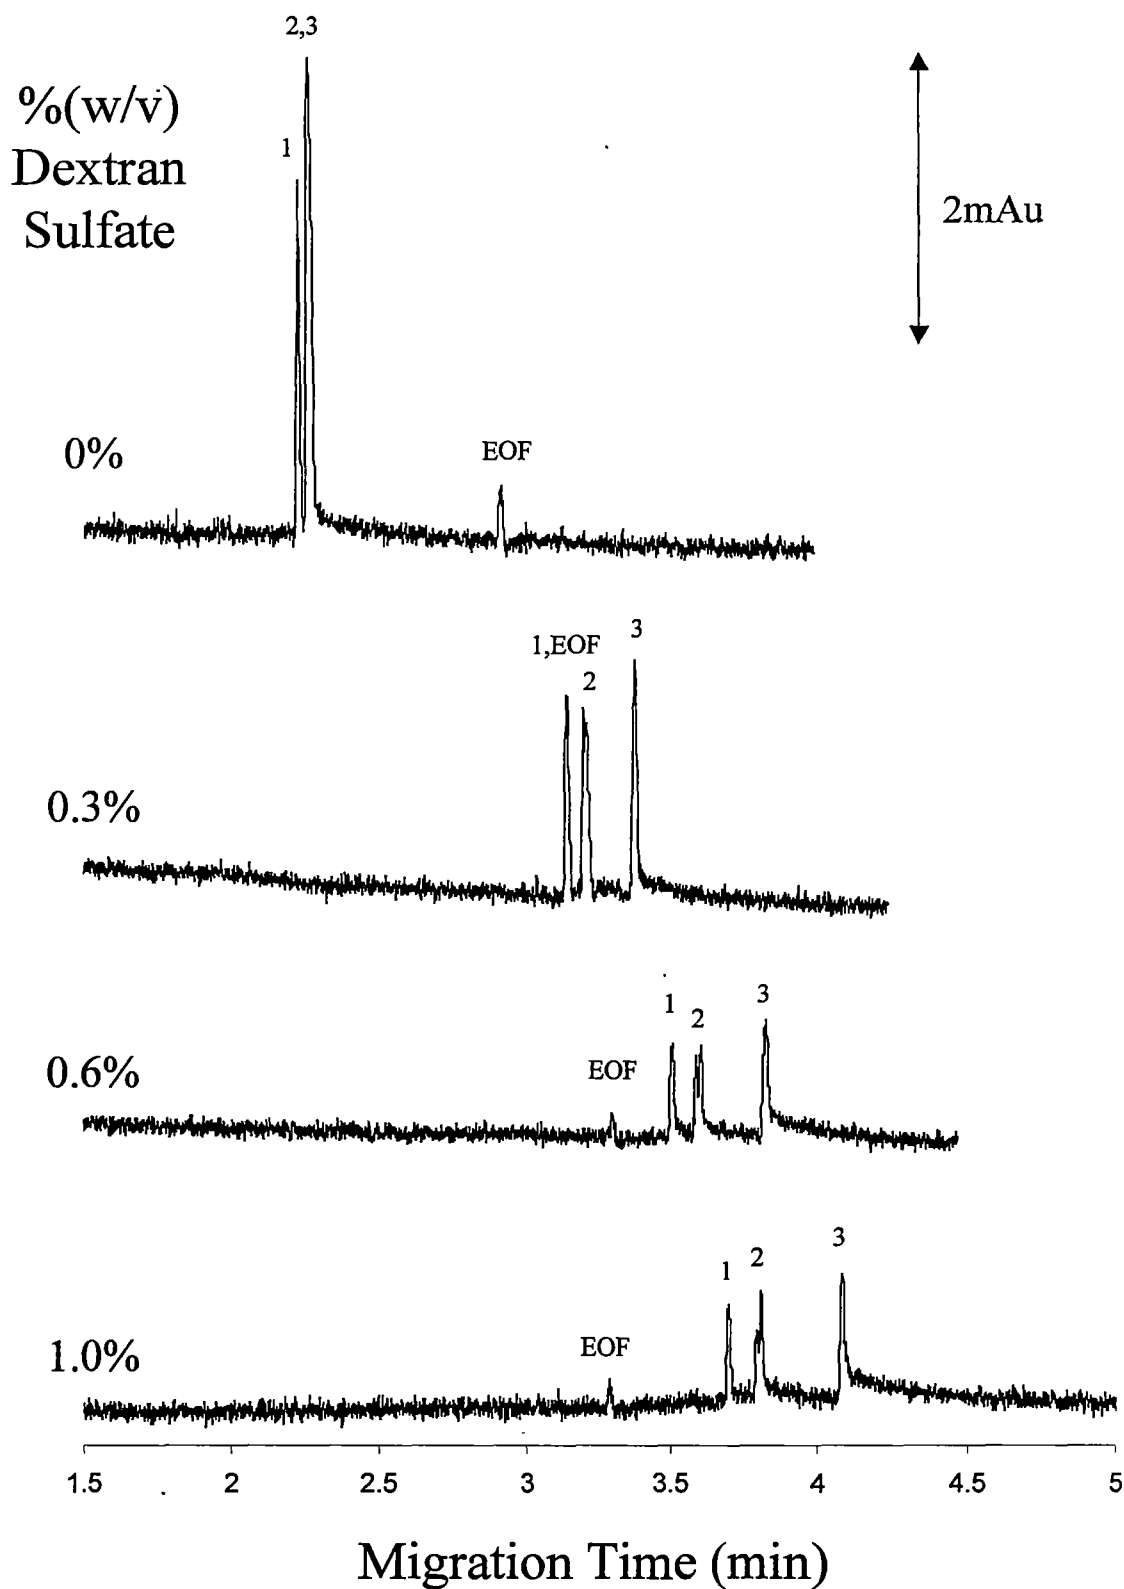 2,3
%(w/v)
Dextran
Sulfate
1
2mAu
0%
EOF
1,EOF
2
3
0.3%
1
2
3
EOF
0.6%
1
2
3
EOF
1.0%
1.5 2 2.5 3 3.5 4 4.5 5
Migration Time (min)